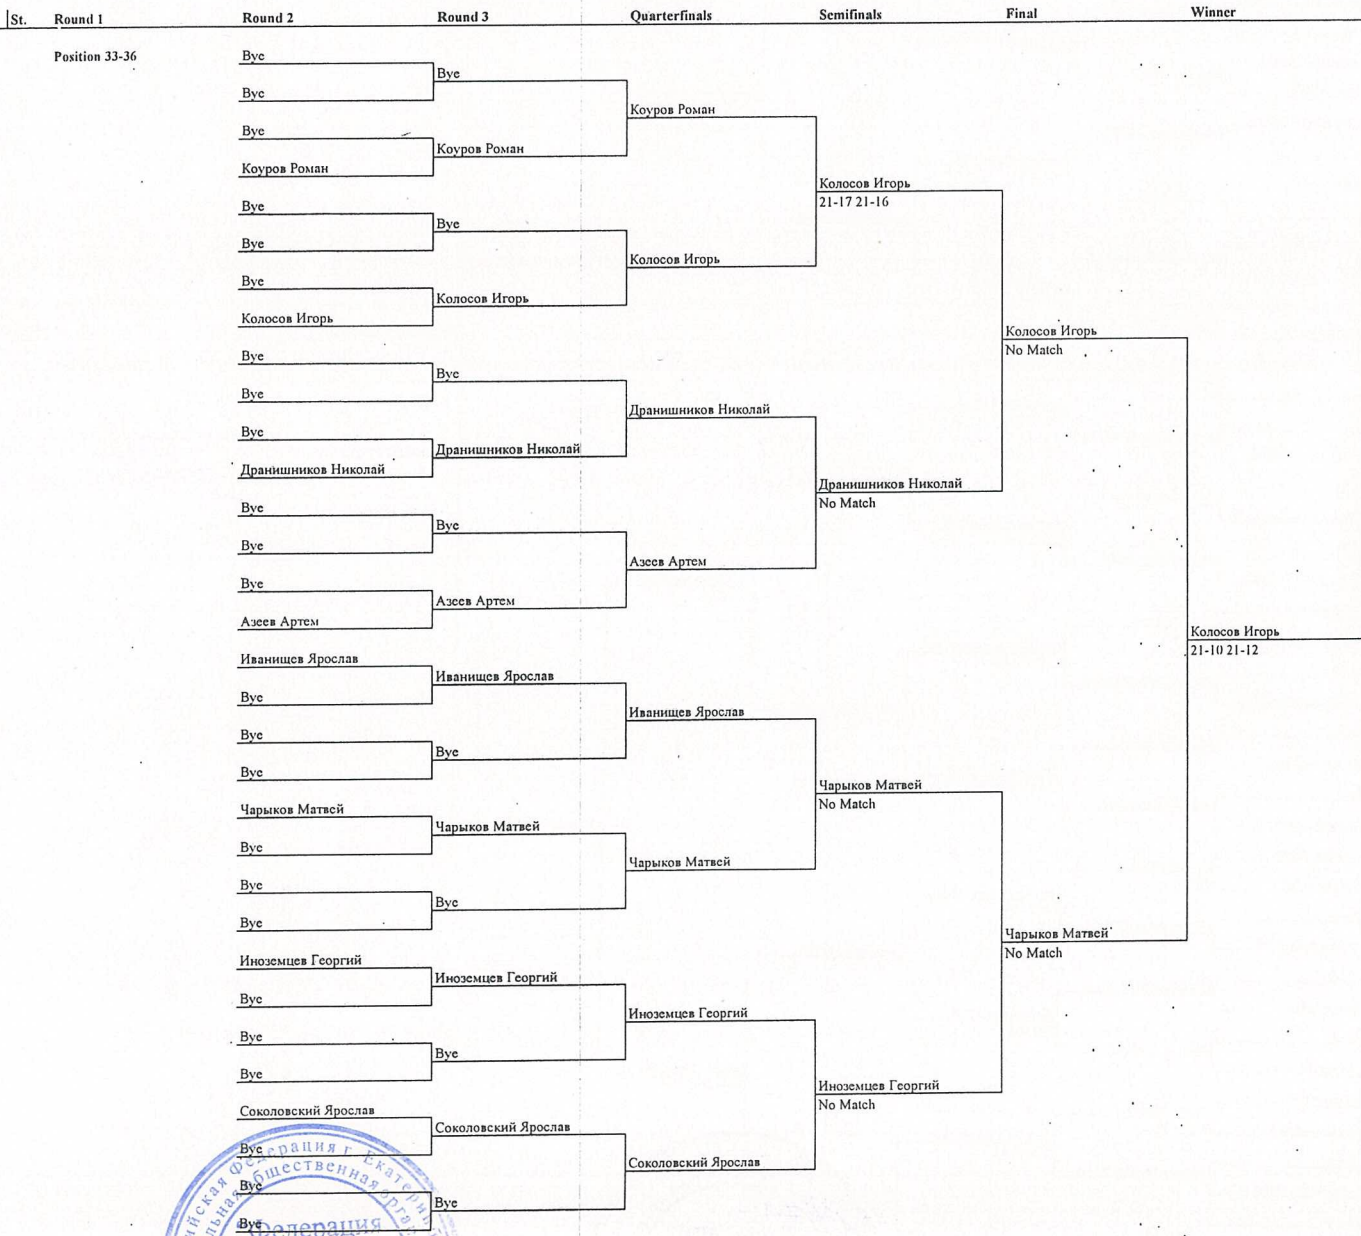 St. Round 1 Round 2 Round 3 Quarterfinals Semifinals Final Winner
Position 33-36
Bye
Bye
Bye
Коуров Роман
Bye
Коуров Роман
Bye
Коуров Роман
Колосов Игорь
21-17 21-16
Bye
Bye
Bye
Колосов Игорь
Bye
Колосов Игорь
Bye
Колосов Игорь
Колосов Игорь
No Match
Bye
Bye
Bye
Дранишников Николай
Bye
Дранишников Николай
Bye
Дранишников Николай
Дранишников Николай
No Match
Bye
Bye
Bye
Азеев Артем
Bye
Азеев Артем
Bye
Азеев Артем
Колосов Игорь
21-10 21-12
Иванищев Ярослав
Иванищев Ярослав
Bye
Иванищев Ярослав
Bye
Bye
Bye
Чарыков Матвей
No Match
Чарыков Матвей
Чарыков Матвей
Bye
Чарыков Матвей
Bye
Bye
Bye
Чарыков Матвей
No Match
Иноземцев Георгий
Иноземцев Георгий
Bye
Иноземцев Георгий
Bye
Bye
Bye
Иноземцев Георгий
No Match
Соколовский Ярослав
Соколовский Ярослав
Bye
Соколовский Ярослав
Bye
Bye
Bye
Федерация г.
общественная
Федерация